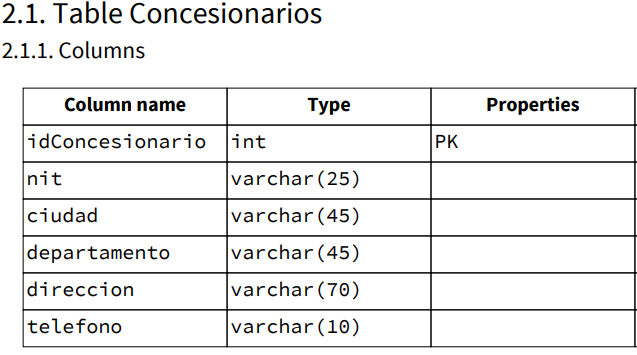 2.1. Table Concesionarios
2.1.1. Columns
Column name Type Properties
idConcesionario int PK
nit varchar(25)
ciudad varchar(45)
departamento varchar(45)
direccion varchar(70)
telefono varchar(10)